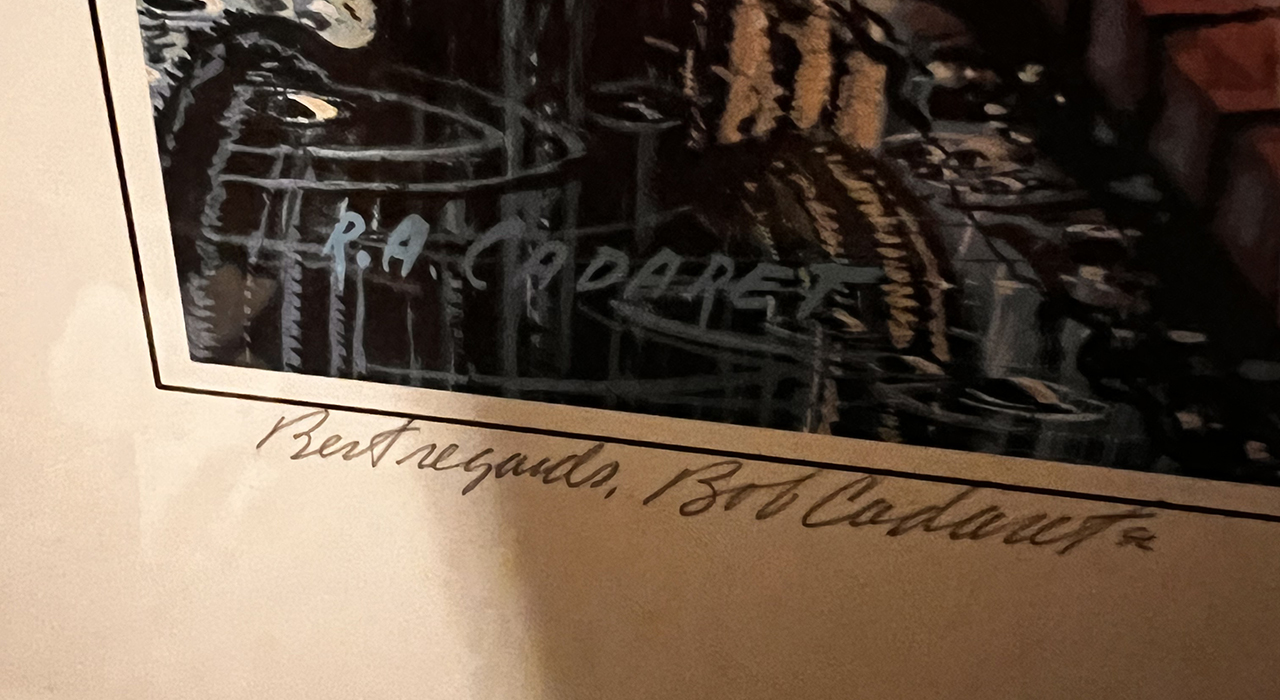 R.A. CADARET
Best regards, Bob Cadaret